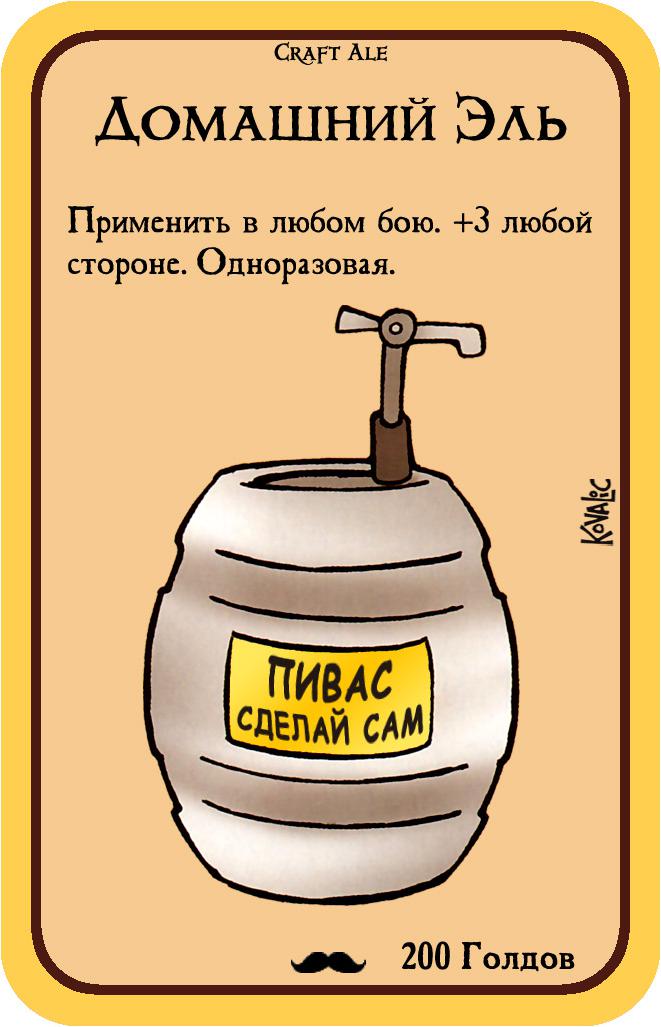 Craft Ale
Домашний Эль
Применить в любом бою. +3 любой
стороне. Одноразовая.
KOVALIC
ПИВАС
СДЕЛАЙ САМ
200 Голдов